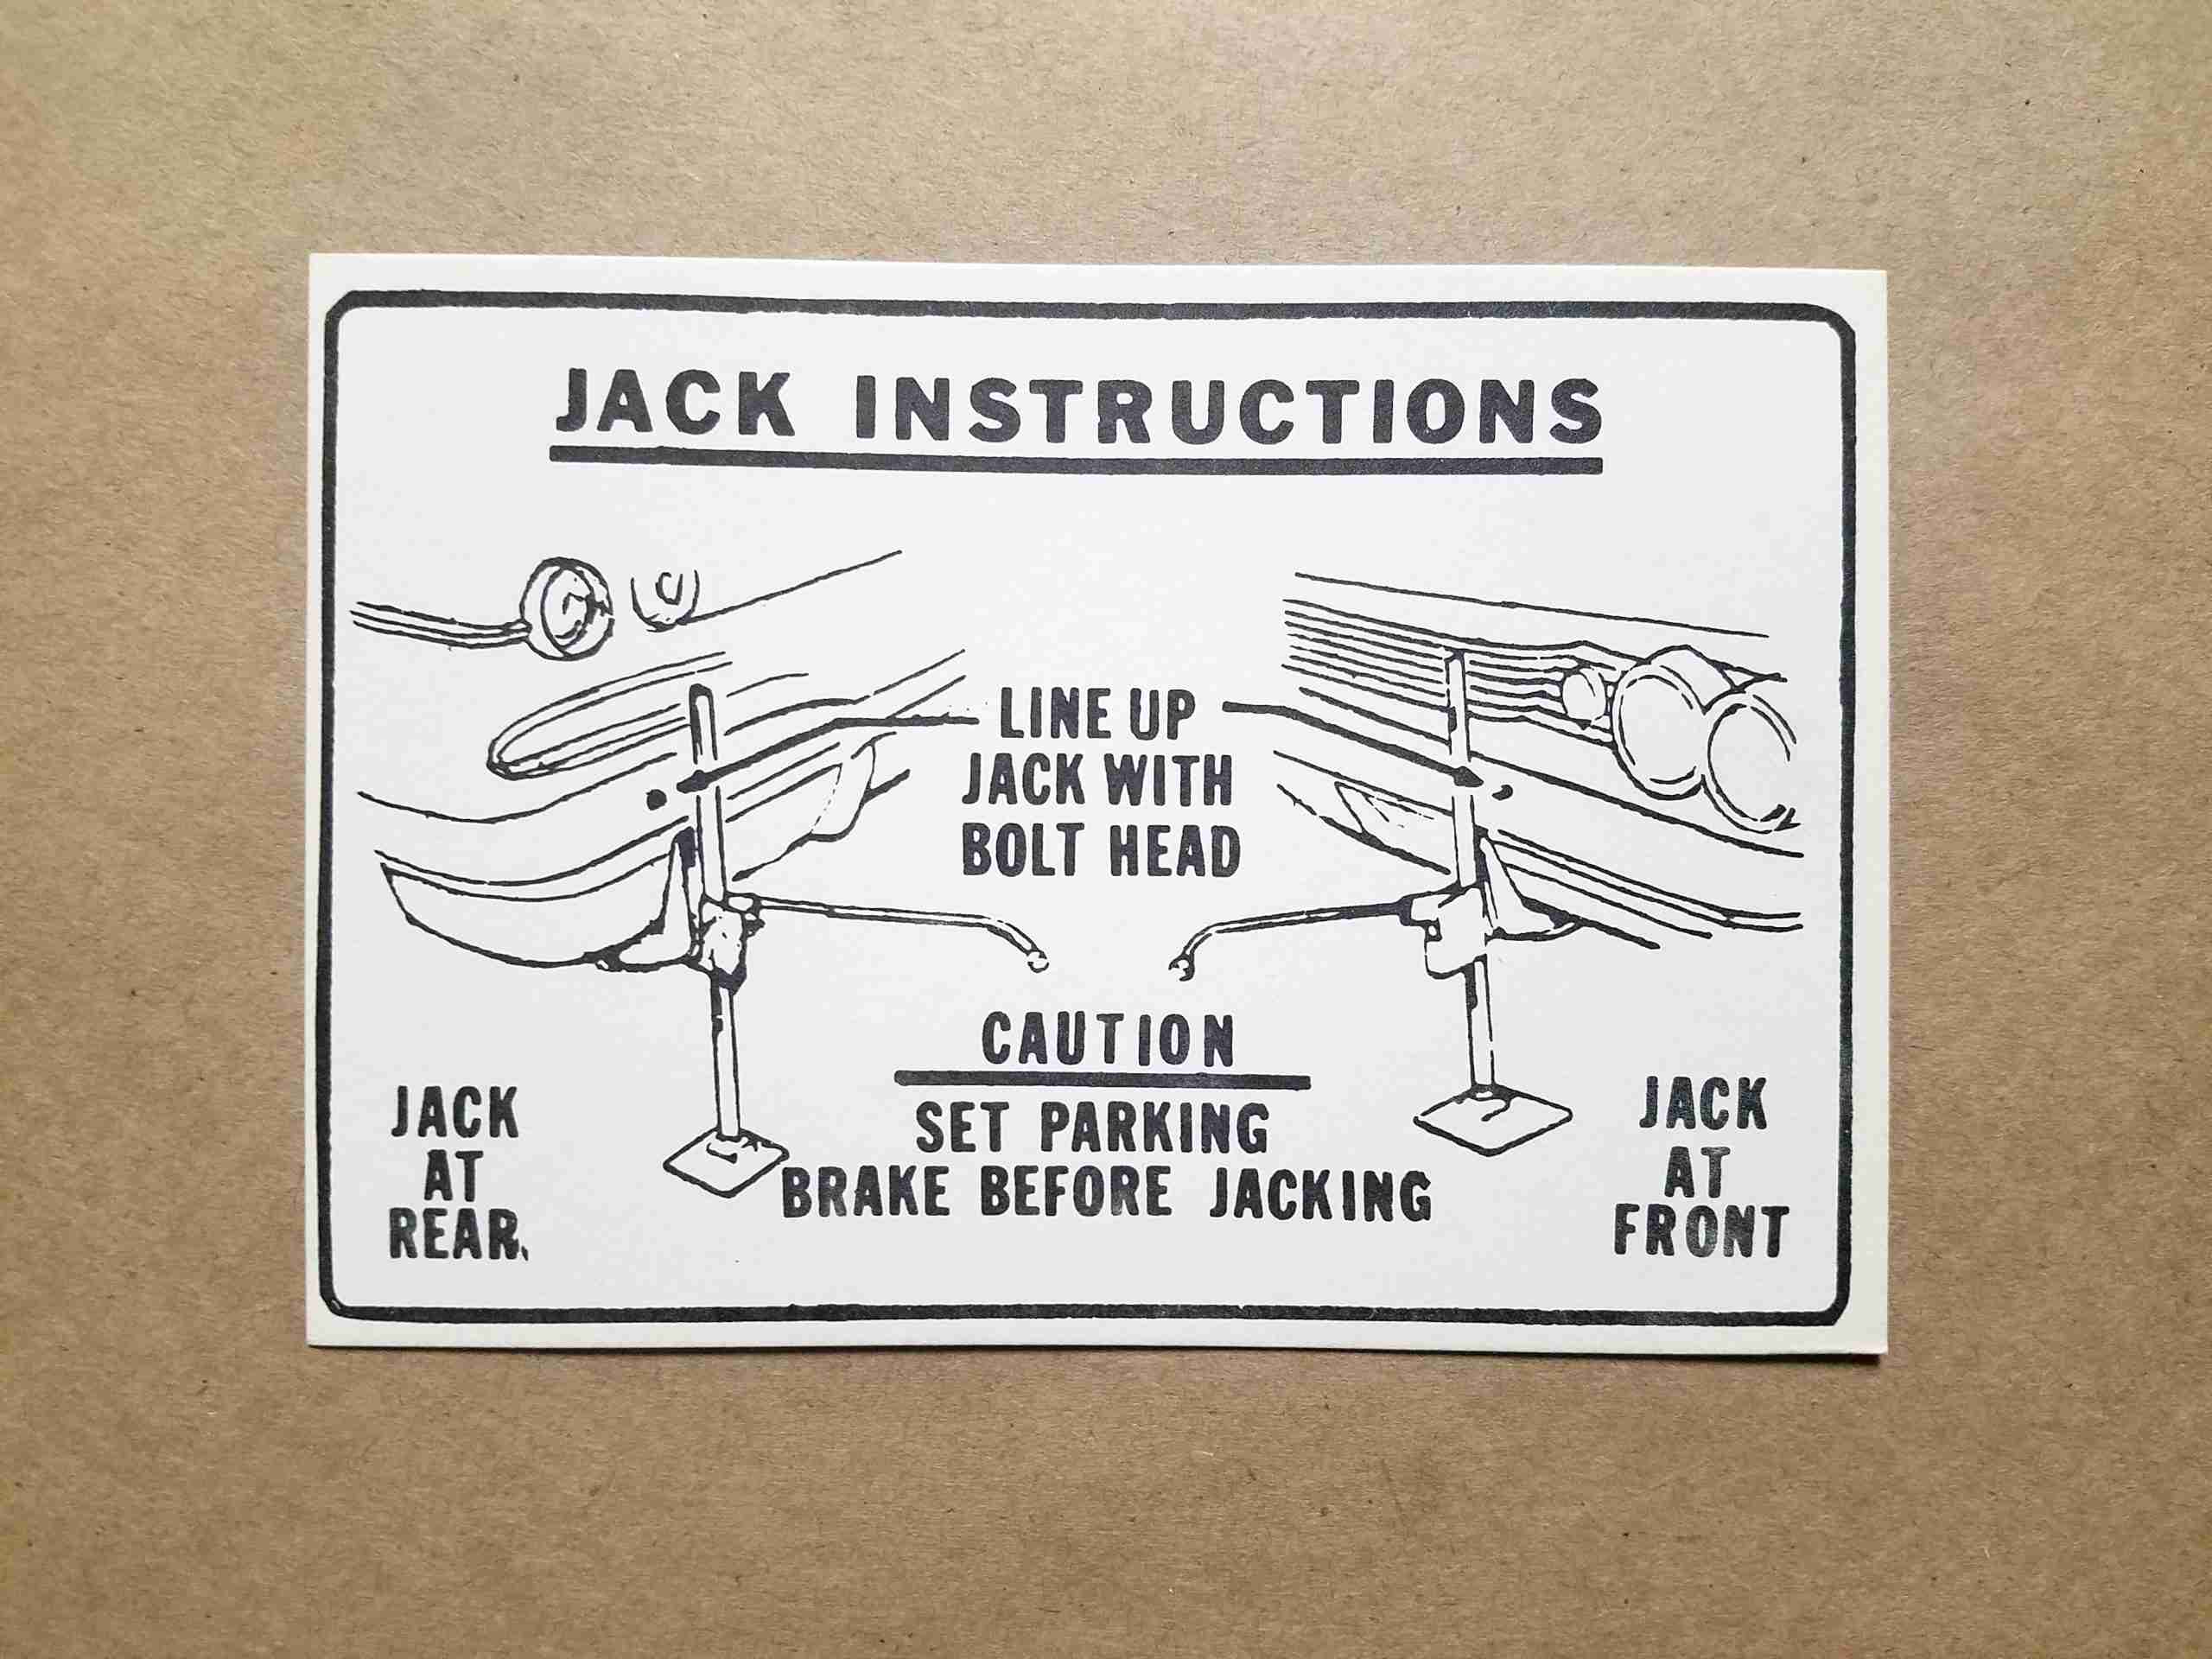 JACK INSTRUCTIONS
LINE UP
JACK WITH
BOLT HEAD
CAUTION
SET PARKING
BRAKE BEFORE JACKING
JACK
AT
REAR.
JACK
AT
FRONT